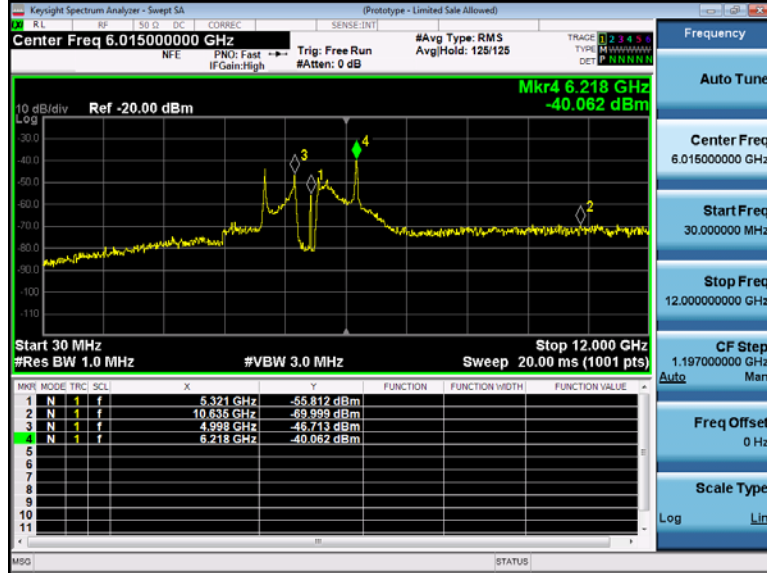 Keysight Spectrum Analyzer - Swept SA (Prototype - Limited Sale Allowed)
RL RF 50 Ω DC CORREC SENSE:INT
Center Freq 6.015000000 GHz
NFE PNO: Fast Trig: Free Run #Avg Type: RMS TRACE 1 2 3 4 5 6
IFGain:High #Atten: 0 dB Avg|Hold: 125/125 TYPE M WWWWW
DET P N N N N N
Mkr4 6.218 GHz
-40.062 dBm
10 dB/div Ref -20.00 dBm
Log
-30.0
-40.0
-50.0
-60.0
-70.0
-80.0
-90.0
-100
-110
3
1
4
2
Start 30 MHz Stop 12.000 GHz
#Res BW 1.0 MHz #VBW 3.0 MHz Sweep 20.00 ms (1001 pts)
MKR MODE TRC SCL X Y FUNCTION FUNCTION WIDTH FUNCTION VALUE
1 N 1 f 5.321 GHz -55.812 dBm
2 N 1 f 10.635 GHz -69.999 dBm
3 N 1 f 4.998 GHz -46.713 dBm
4 N 1 f 6.218 GHz -40.062 dBm
5
6
7
8
9
10
11
MSG STATUS
Frequency
Auto Tune
Center Freq
6.015000000 GHz
Start Freq
30.000000 MHz
Stop Freq
12.000000000 GHz
CF Step
1.197000000 GHz
Auto Man
Freq Offset
0 Hz
Scale Type
Log Lin